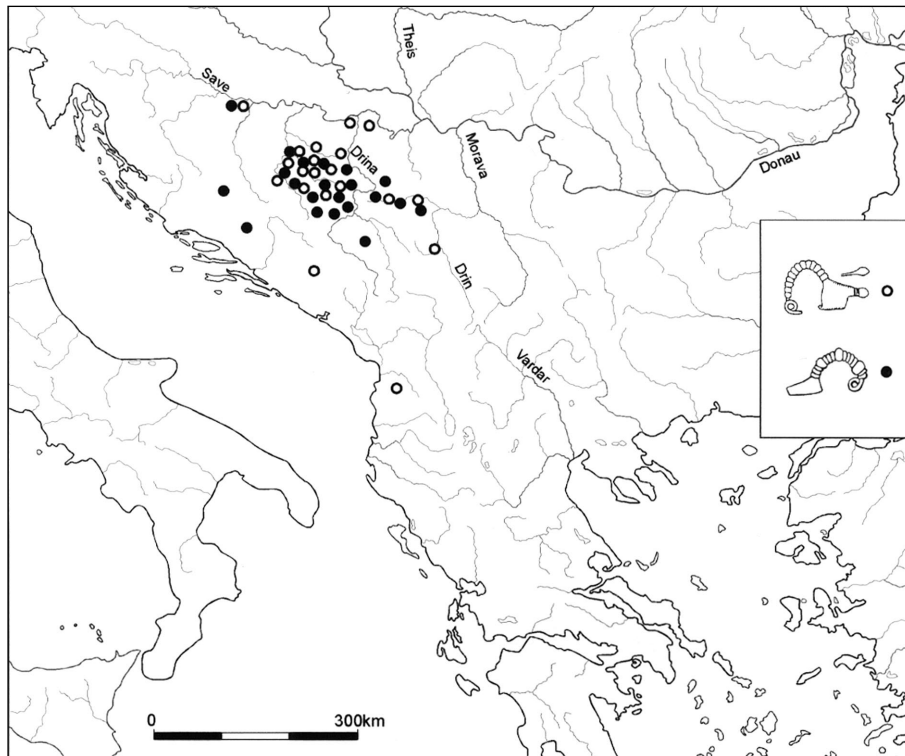 Theis
Save
Drina
Morava
Donau
Drin
Vardar
0 300km